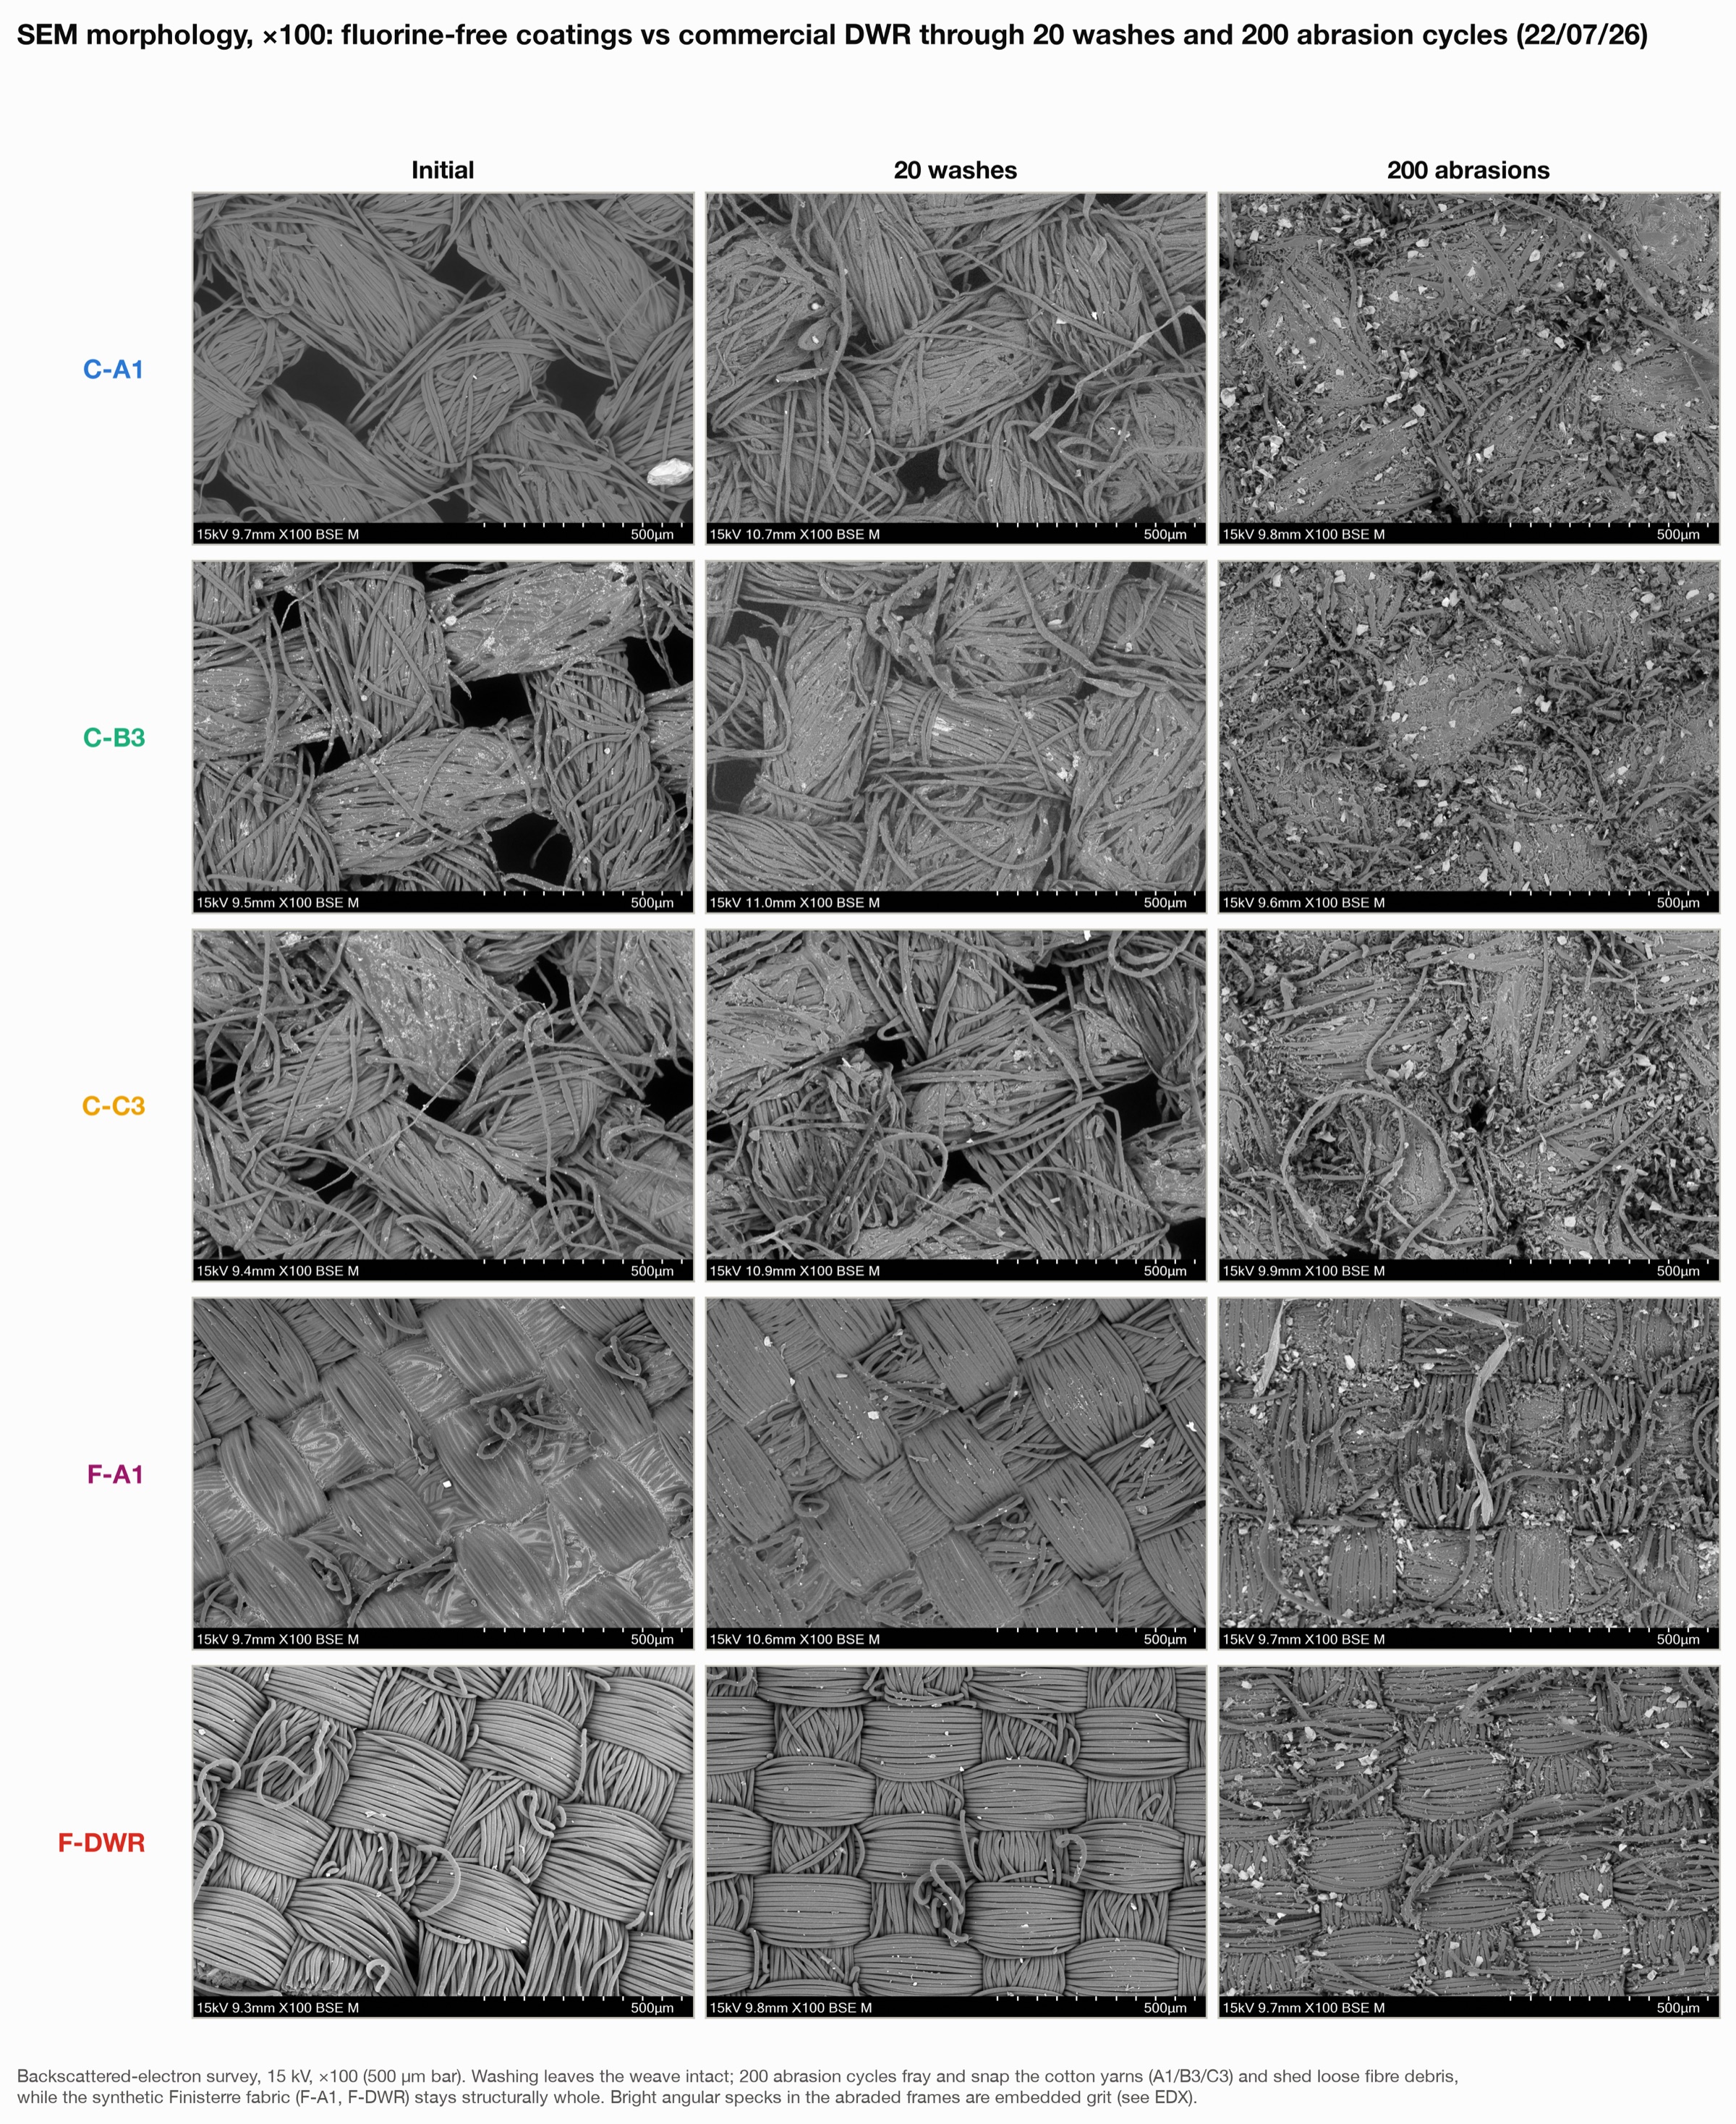 SEM morphology, ×100: fluorine-free coatings vs commercial DWR through 20 washes and 200 abrasion cycles (22/07/26)
Initial
20 washes
200 abrasions
C-A1
15kV 9.7mm X100 BSE M 500µm
15kV 10.7mm X100 BSE M 500µm
15kV 9.8mm X100 BSE M 500µm
C-B3
15kV 9.5mm X100 BSE M 500µm
15kV 11.0mm X100 BSE M 500µm
15kV 9.6mm X100 BSE M 500µm
C-C3
15kV 9.4mm X100 BSE M 500µm
15kV 10.9mm X100 BSE M 500µm
15kV 9.9mm X100 BSE M 500µm
F-A1
15kV 9.7mm X100 BSE M 500µm
15kV 10.6mm X100 BSE M 500µm
15kV 9.7mm X100 BSE M 500µm
F-DWR
15kV 9.3mm X100 BSE M 500µm
15kV 9.8mm X100 BSE M 500µm
15kV 9.7mm X100 BSE M 500µm
Backscattered-electron survey, 15 kV, ×100 (500 µm bar). Washing leaves the weave intact; 200 abrasion cycles fray and snap the cotton yarns (A1/B3/C3) and shed loose fibre debris,
while the synthetic Finisterre fabric (F-A1, F-DWR) stays structurally whole. Bright angular specks in the abraded frames are embedded grit (see EDX).